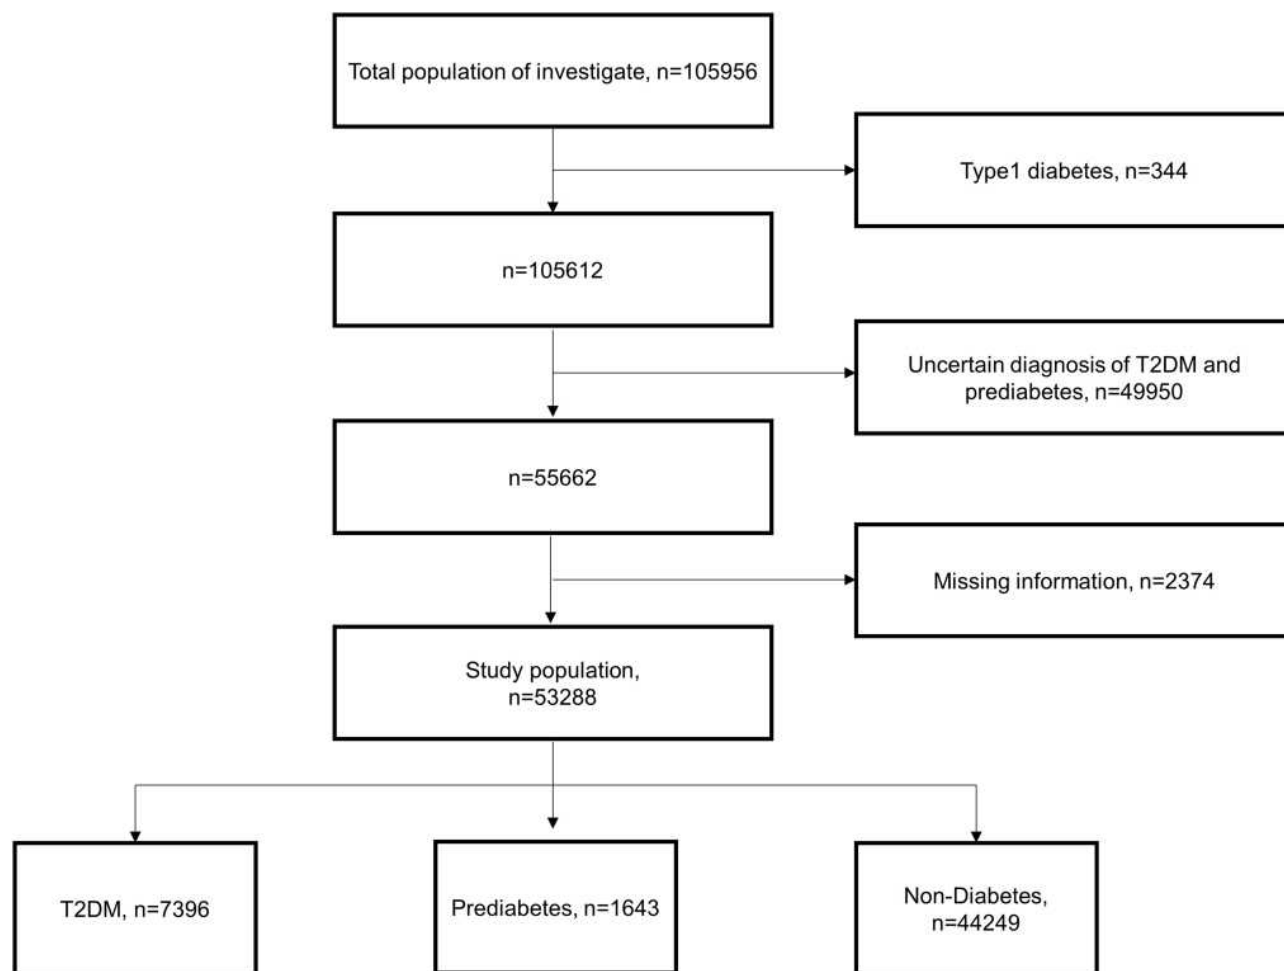 Total population of investigate, n=105956
Type1 diabetes, n=344
n=105612
Uncertain diagnosis of T2DM and
prediabetes, n=49950
n=55662
Missing information, n=2374
Study population,
n=53288
T2DM, n=7396
Prediabetes, n=1643
Non-Diabetes,
n=44249